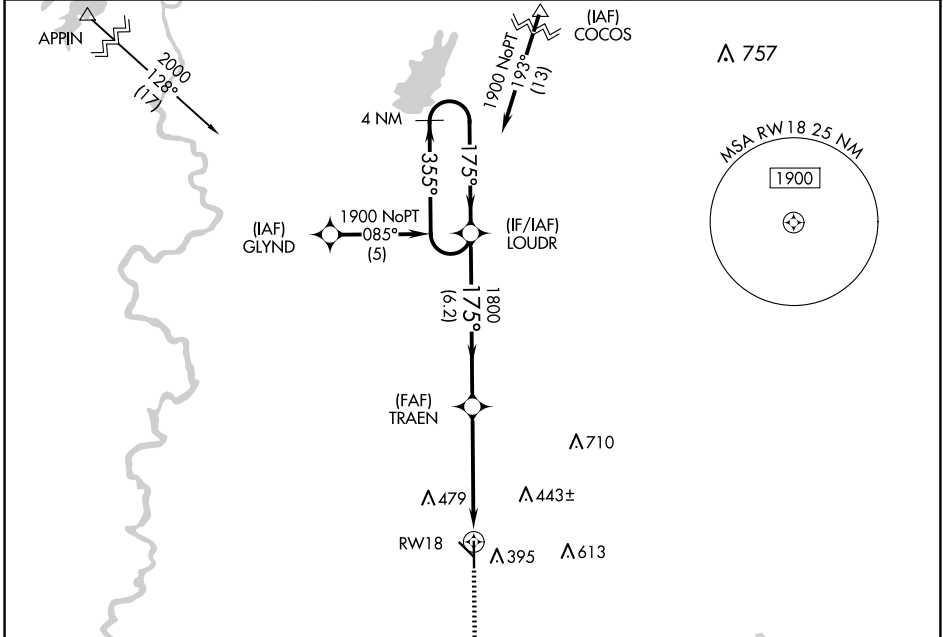 APPIN
2000
128°
(17)
(IAF)
COCOS
1900 NoPT
193°
(13)
757
4 NM
355°
175°
MSA RW18 25 NM
1900
(IAF)
GLYND
1900 NoPT
085°
(5)
(IF/IAF)
LOUDR
1800
175°
(6.2)
(FAF)
TRAEN
710
479
443±
RW18
395
613